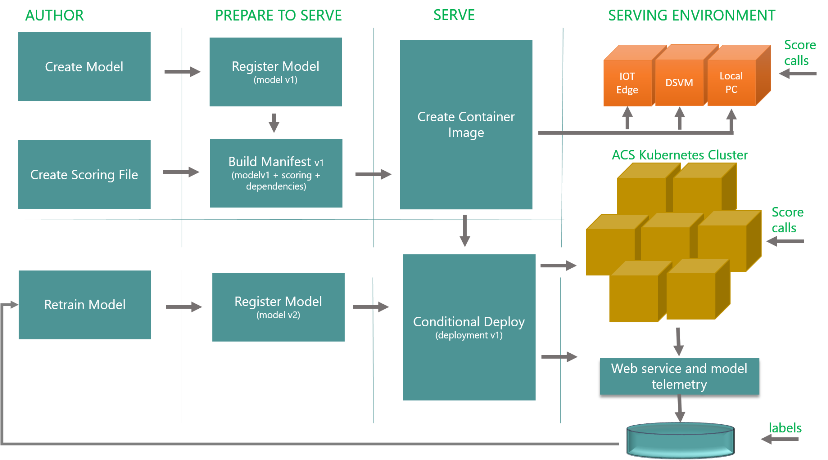 AUTHOR
PREPARE TO SERVE
SERVE
SERVING ENVIRONMENT
Create Model
Register Model
(model v1)
Create Container
Image
IOT
Edge
DSVM
Local
PC
Score
calls
Create Scoring File
Build Manifest v1
(modelv1 + scoring +
dependencies)
ACS Kubernetes Cluster
Score
calls
Retrain Model
Register Model
(model v2)
Conditional Deploy
(deployment v1)
Web service and model
telemetry
labels